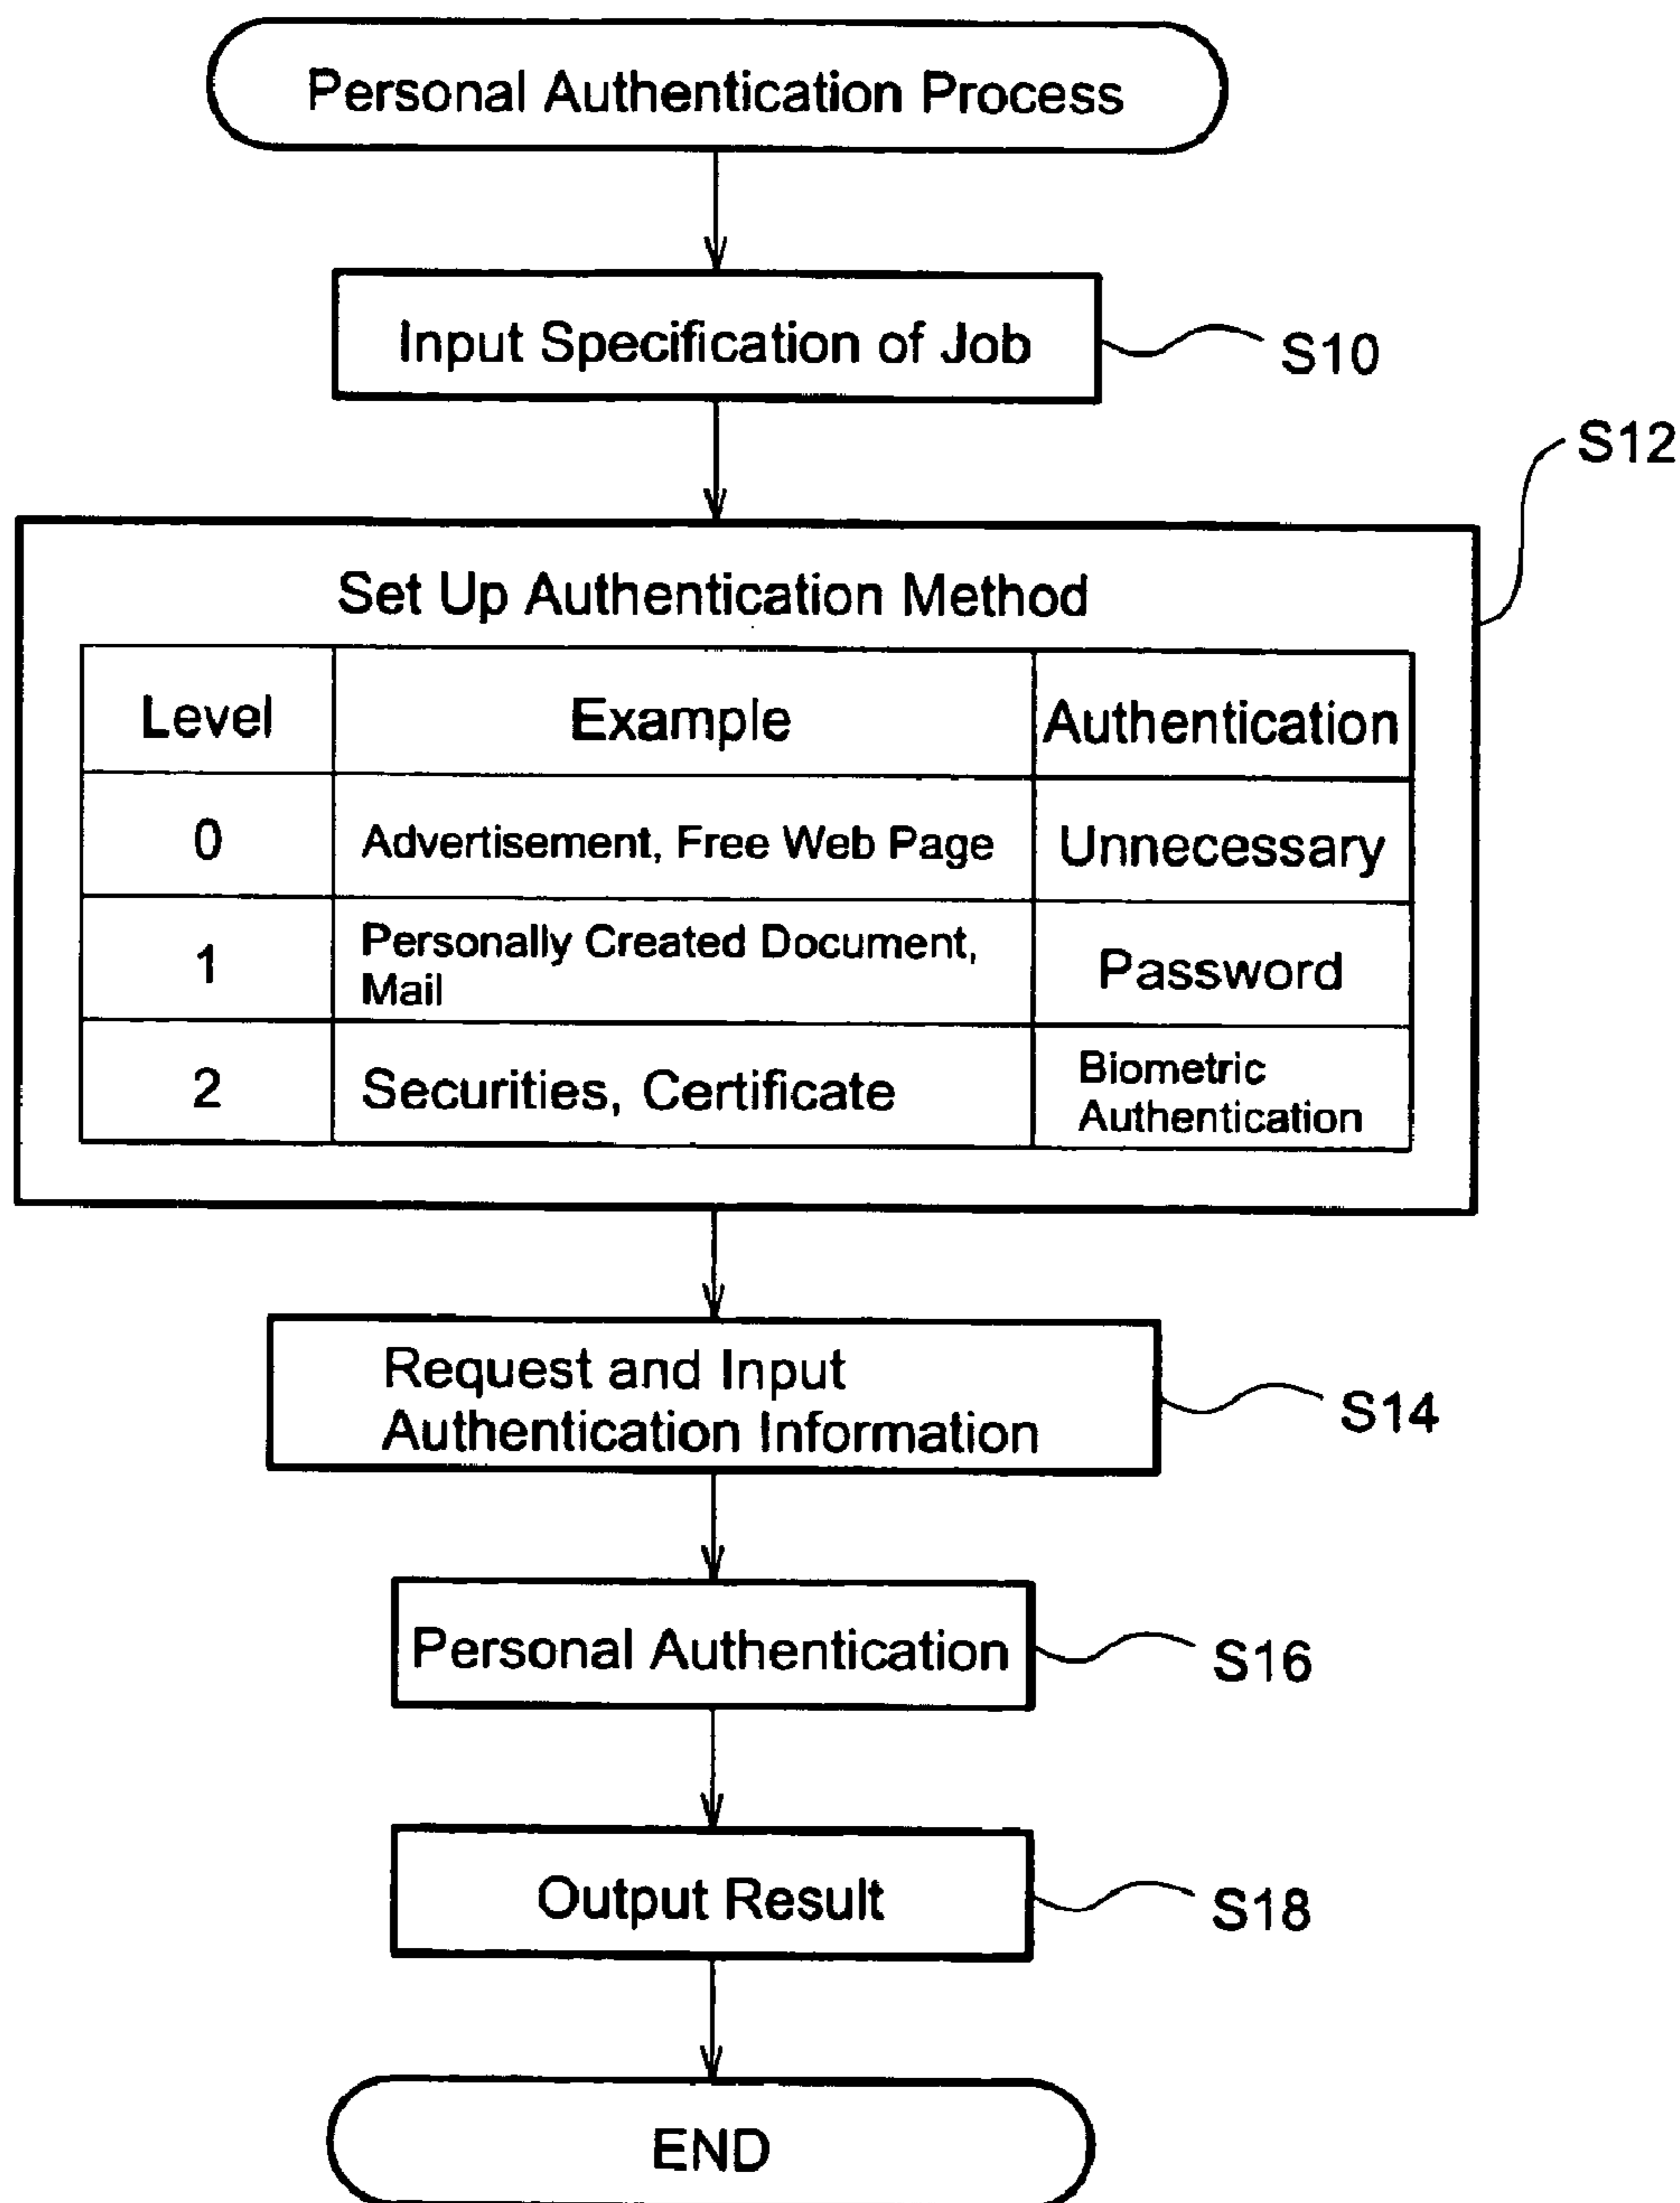 Personal Authentication Process
Input Specification of Job
S10
S12
Set Up Authentication Method
Level Example Authentication
0 Advertisement, Free Web Page Unnecessary
1 Personally Created Document,
Mail
Password
2 Securities, Certificate
Biometric
Authentication
Request and Input
Authentication Information
S14
Personal Authentication
S16
Output Result
S18
END